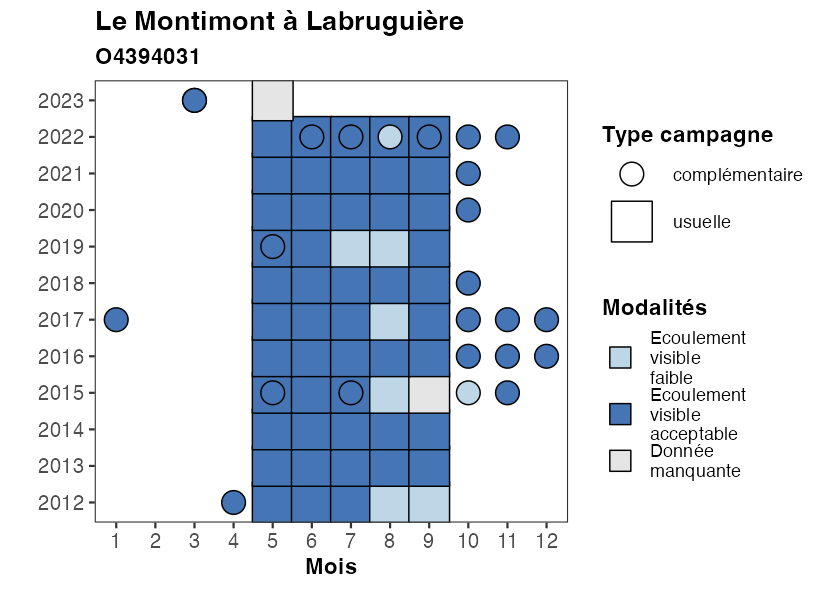 Le Montimont à Labruguière
O4394031
2023
2022
2021
2020
2019
2018
2017
2016
2015
2014
2013
2012
1 2 3 4 5 6 7 8 9 10 11 12
Mois
Type campagne
complémentaire
usuelle
Modalités
Ecoulement
visible
faible
Ecoulement
visible
acceptable
Donnée
manquante